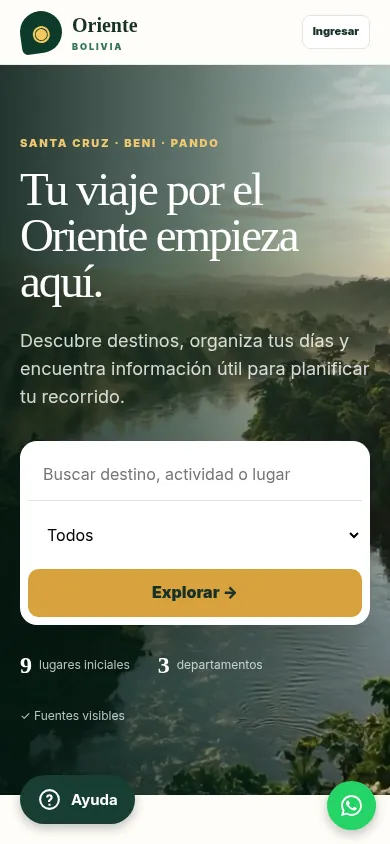 Oriente
BOLIVIA
Ingresar
SANTA CRUZ · BENI · PANDO
Tu viaje por el
Oriente empieza
aquí.
Descubre destinos, organiza tus días y
encuentra información útil para planificar
tu recorrido.
Buscar destino, actividad o lugar
Todos
Explorar →
9 lugares iniciales
3 departamentos
✓ Fuentes visibles
Ayuda